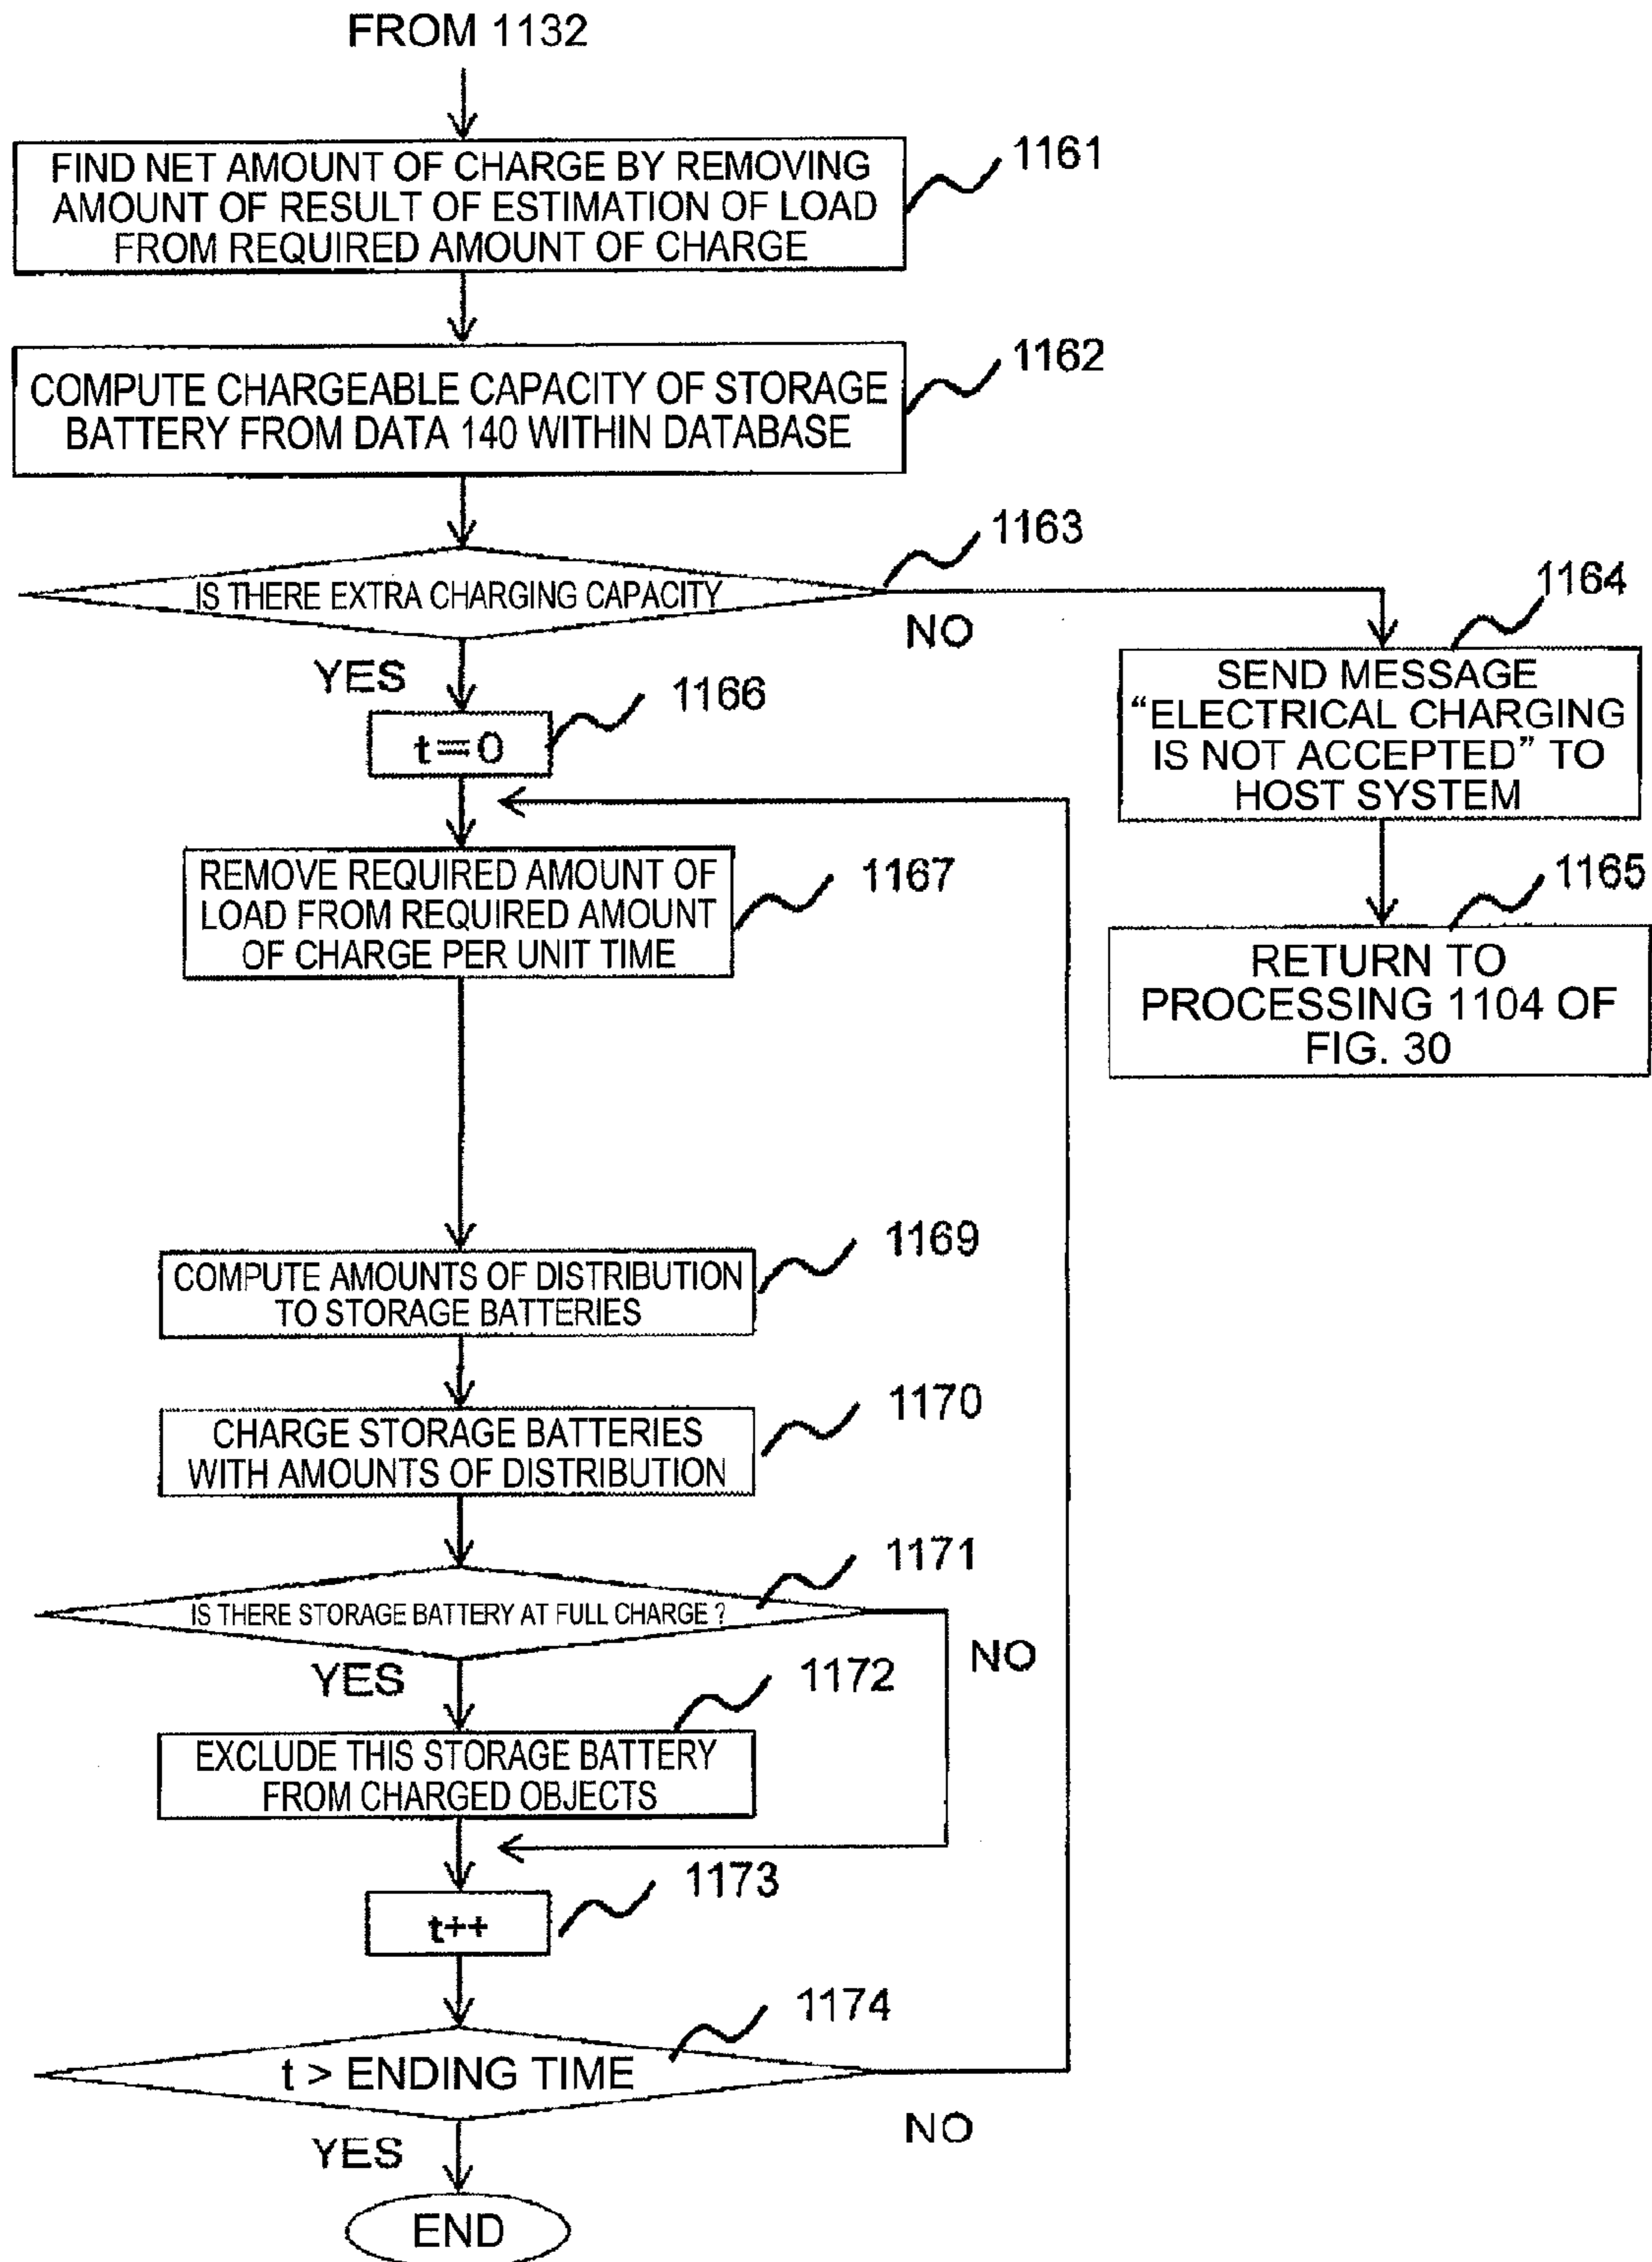 FROM 1132
FIND NET AMOUNT OF CHARGE BY REMOVING
AMOUNT OF RESULT OF ESTIMATION OF LOAD
FROM REQUIRED AMOUNT OF CHARGE
1161
COMPUTE CHARGEABLE CAPACITY OF STORAGE
BATTERY FROM DATA 140 WITHIN DATABASE
1162
IS THERE EXTRA CHARGING CAPACITY
1163
NO
YES
1164
SEND MESSAGE
“ELECTRICAL CHARGING
IS NOT ACCEPTED” TO
HOST SYSTEM
1165
RETURN TO
PROCESSING 1104 OF
FIG. 30
1166
t=0
REMOVE REQUIRED AMOUNT OF
LOAD FROM REQUIRED AMOUNT
OF CHARGE PER UNIT TIME
1167
COMPUTE AMOUNTS OF DISTRIBUTION
TO STORAGE BATTERIES
1169
CHARGE STORAGE BATTERIES
WITH AMOUNTS OF DISTRIBUTION
1170
IS THERE STORAGE BATTERY AT FULL CHARGE ?
1171
NO
YES
1172
EXCLUDE THIS STORAGE BATTERY
FROM CHARGED OBJECTS
1173
t++
1174
t > ENDING TIME
NO
YES
END